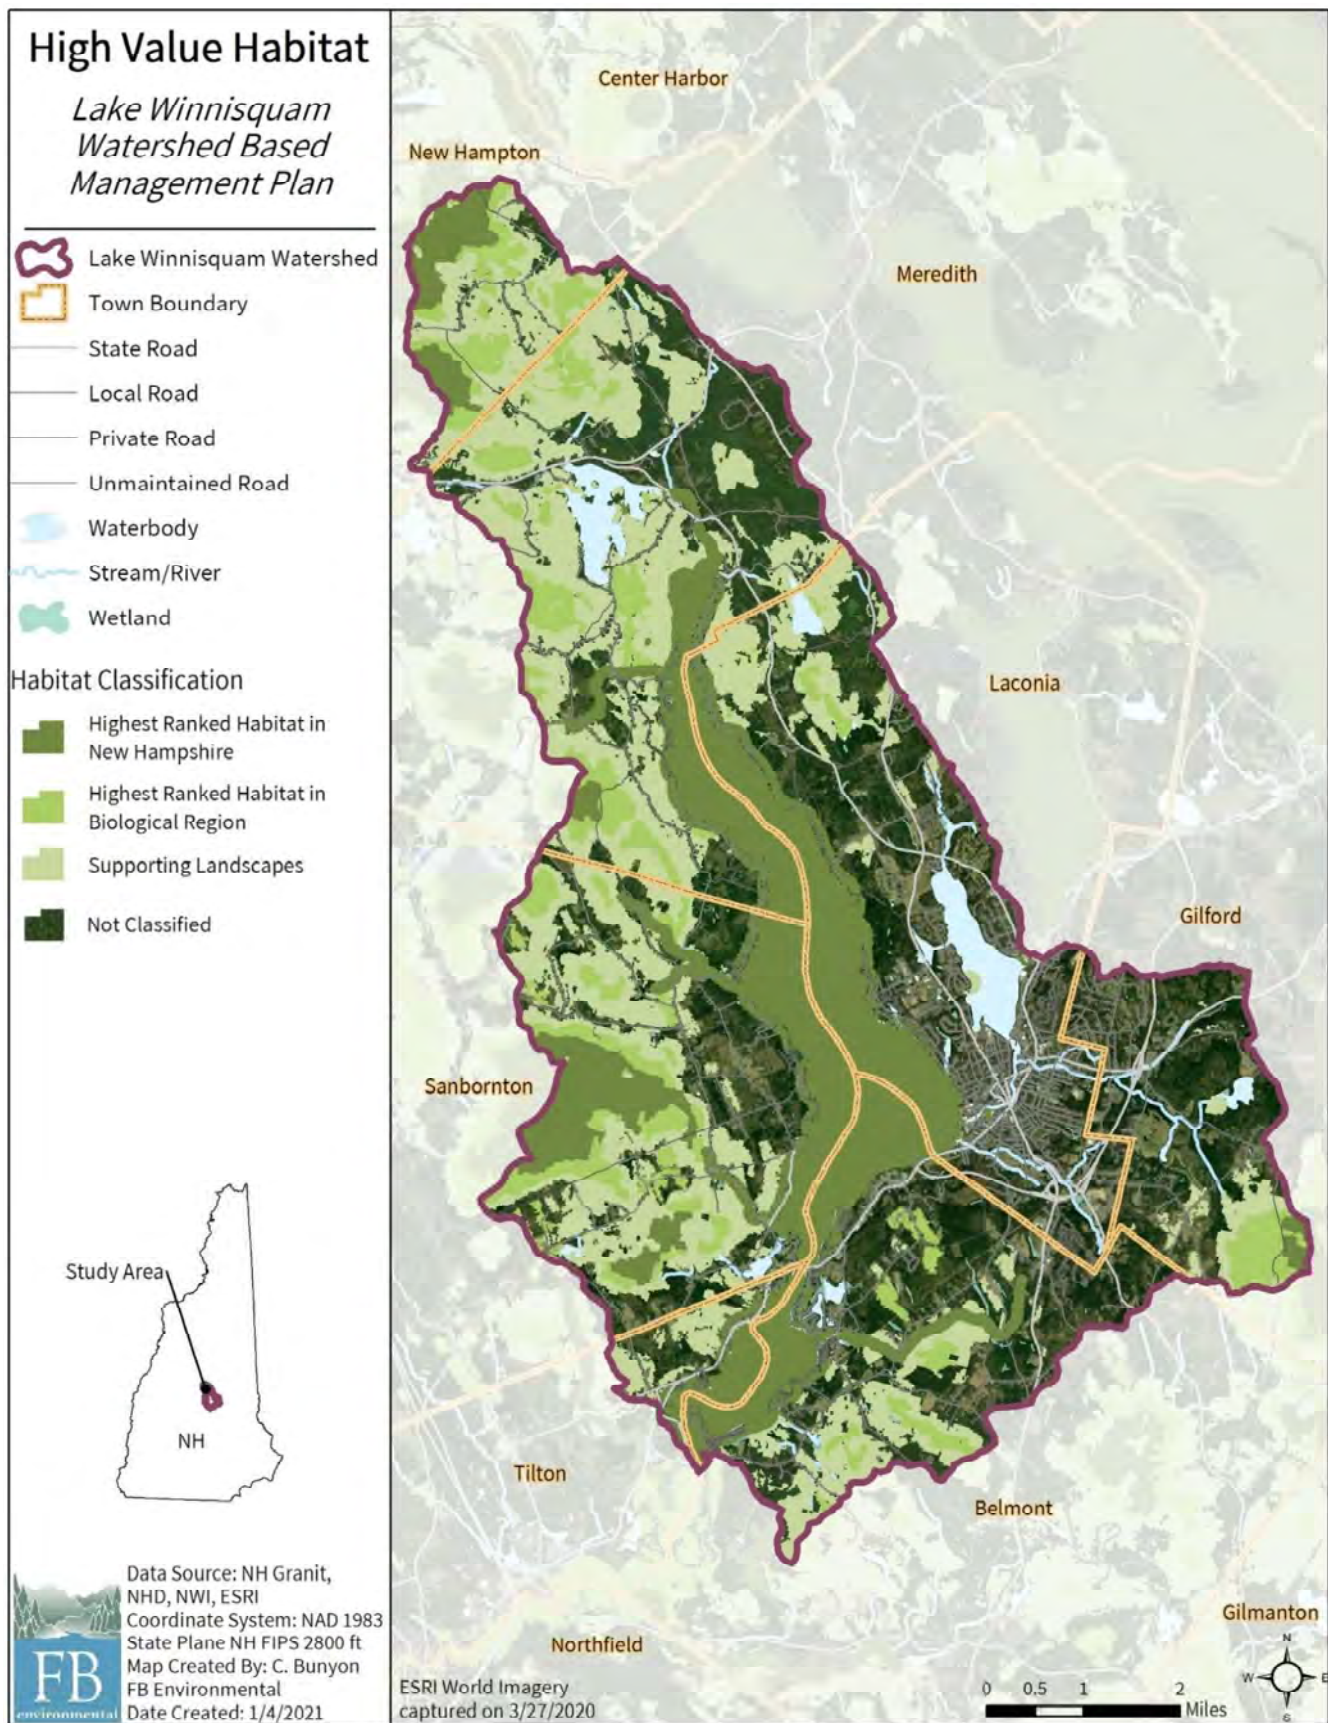 High Value Habitat
Lake Winnisquam
Watershed Based
Management Plan
Lake Winnisquam Watershed
Town Boundary
State Road
Local Road
Private Road
Unmaintained Road
Waterbody
Stream/River
Wetland
Habitat Classification
Highest Ranked Habitat in
New Hampshire
Highest Ranked Habitat in
Biological Region
Supporting Landscapes
Not Classified
Study Area
NH
FB
environmental
Data Source: NH Granit,
NHD, NWI, ESRI
Coordinate System: NAD 1983
State Plane NH FIPS 2800 ft
Map Created By: C. Bunyon
FB Environmental
Date Created: 1/4/2021
Center Harbor
New Hampton
Meredith
Laconia
Gilford
Sanbornton
Tilton
Belmont
Gilmanton
Northfield
ESRI World Imagery
captured on 3/27/2020
0 0.5 1 2
Miles
N
W E
S